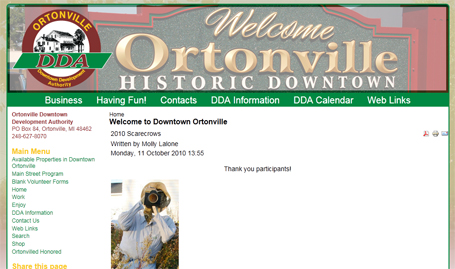 ORTONVILLE
DDA
Downtown Development
Authority
Welcome
Ortonville
HISTORIC DOWNTOWN
Business Having Fun! Contacts DDA Information DDA Calendar Web Links
Ortonville Downtown
Development Authority
PO Box 84, Ortonville, MI 48462
248-627-8070
Main Menu
Available Properties in Downtown
Ortonville
Main Street Program
Blank Volunteer Forms
Home
Work
Enjoy
DDA Information
Contact Us
Web Links
Search
Shop
Ortonvilled Honored
Share this page
Home
Welcome to Downtown Ortonville
2010 Scarecrows
Written by Molly Lalone
Monday, 11 October 2010 13:55
Thank you participants!